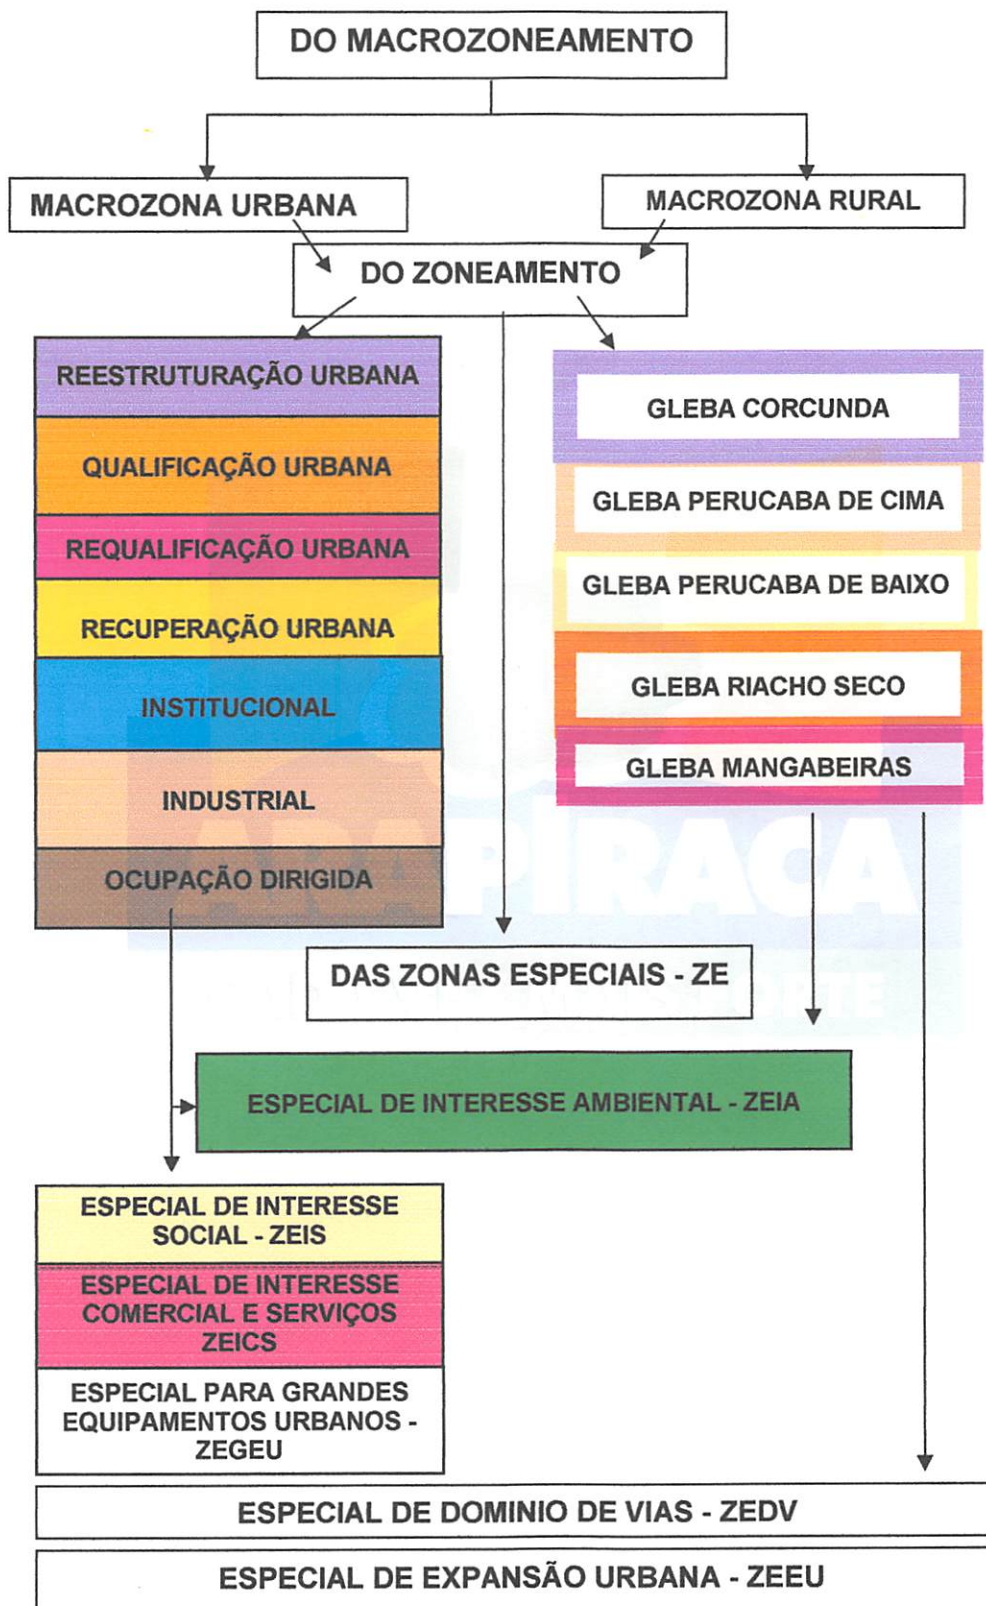 DO MACROZONEAMENTO
MACROZONA URBANA
MACROZONA RURAL
DO ZONEAMENTO
REESTRUTURAÇÃO URBANA
QUALIFICAÇÃO URBANA
REQUALIFICAÇÃO URBANA
RECUPERAÇÃO URBANA
INSTITUCIONAL
INDUSTRIAL
OCUPAÇÃO DIRIGIDA
GLEBA CORCUNDA
GLEBA PERUCABA DE CIMA
GLEBA PERUCABA DE BAIXO
GLEBA RIACHO SECO
GLEBA MANGABEIRAS
ARAPIRACA
DAS ZONAS ESPECIAIS - ZE
ESPECIAL DE INTERESSE AMBIENTAL - ZEIA
ESPECIAL DE INTERESSE
SOCIAL - ZEIS
ESPECIAL DE INTERESSE
COMERCIAL E SERVIÇOS
ZEICS
ESPECIAL PARA GRANDES
EQUIPAMENTOS URBANOS -
ZEGEU
ESPECIAL DE DOMINIO DE VIAS - ZEDV
ESPECIAL DE EXPANSÃO URBANA - ZEEU